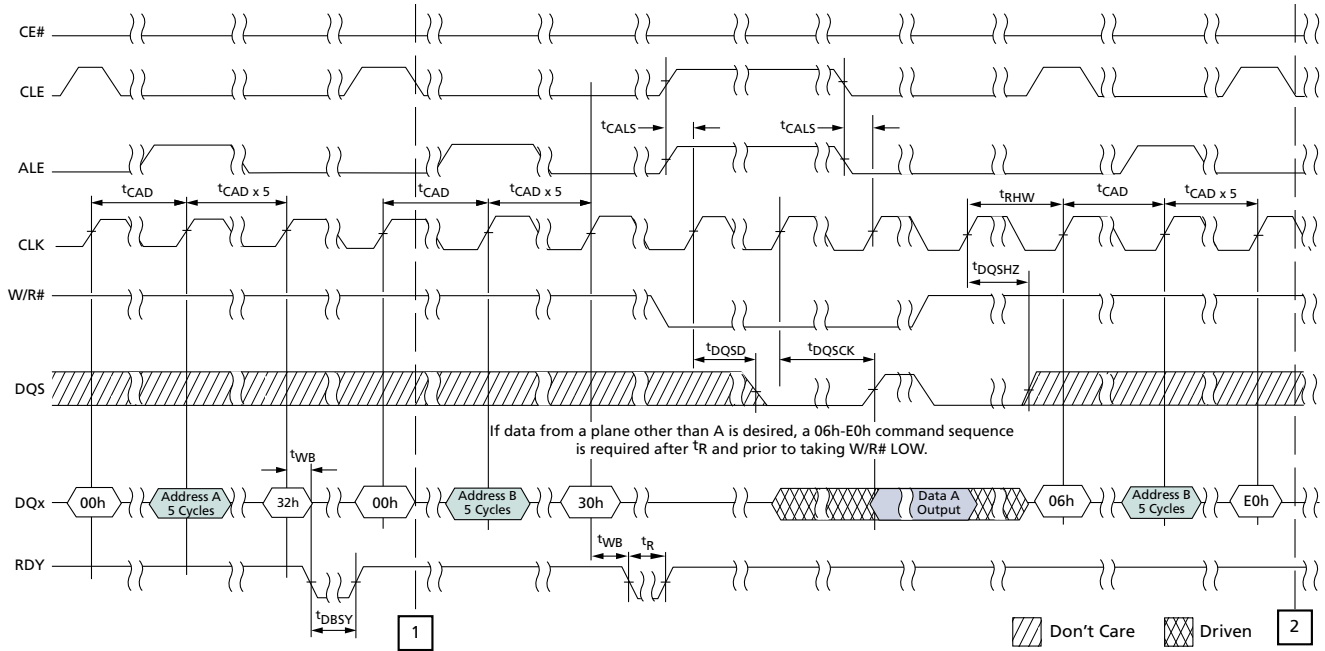 CE#
CLE
tCALS
tCALS
ALE
tCAD
tCAD x 5
tCAD
tCAD x 5
tRHW
tCAD
tCAD x 5
CLK
tDQSHZ
W/R#
tDQSD
tDQSCK
DQS
If data from a plane other than A is desired, a 06h-E0h command sequence
is required after tR and prior to taking W/R# LOW.
tWB
DQx
00h
Address A
5 Cycles
32h
00h
Address B
5 Cycles
30h
Data A
Output
06h
Address B
5 Cycles
E0h
tWB
tR
RDY
tDBSY
1
Don't Care
Driven
2